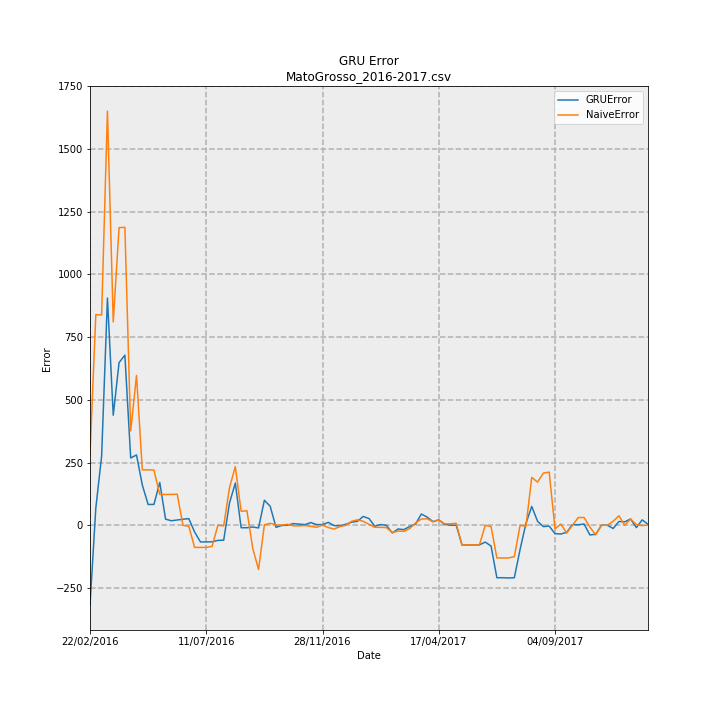 GRU Error
MatoGrosso_2016-2017.csv
GRUError
NaiveError
1750
1500
1250
1000
750
500
250
0
−250
Error
22/02/2016
11/07/2016
28/11/2016
17/04/2017
04/09/2017
Date